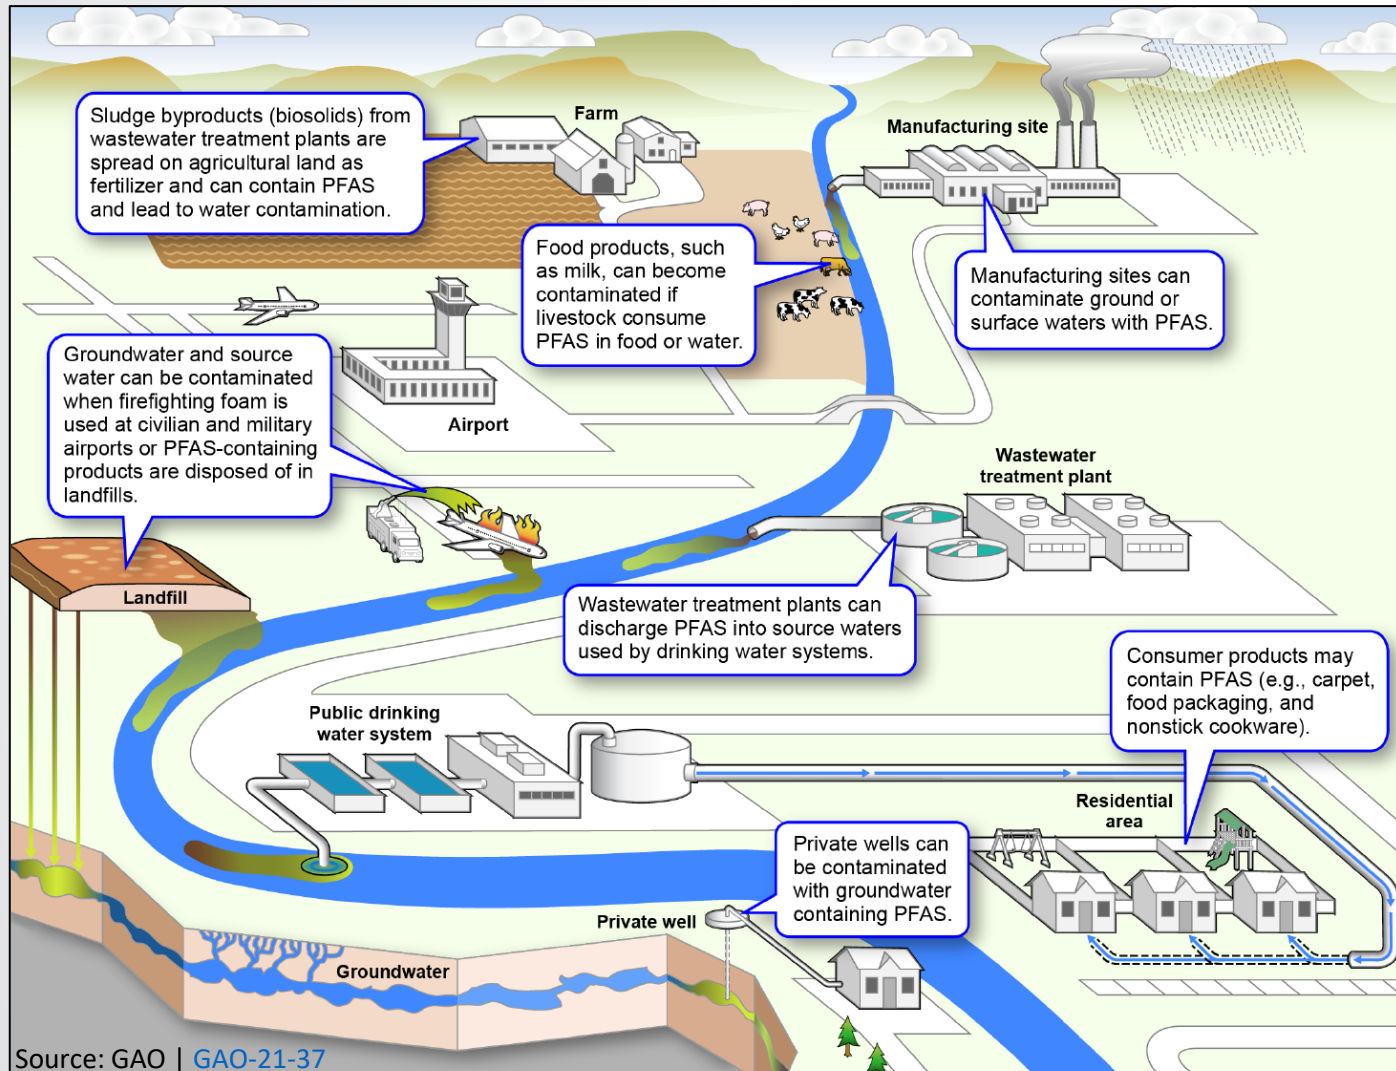 Sludge byproducts (biosolids) from
wastewater treatment plants are
spread on agricultural land as
fertilizer and can contain PFAS
and lead to water contamination.
Farm
Manufacturing site
Food products, such
as milk, can become
contaminated if
livestock consume
PFAS in food or water.
Manufacturing sites can
contaminate ground or
surface waters with PFAS.
Groundwater and source
water can be contaminated
when firefighting foam is
used at civilian and military
airports or PFAS-containing
products are disposed of in
landfills.
Airport
Wastewater
treatment plant
Landfill
Wastewater treatment plants can
discharge PFAS into source waters
used by drinking water systems.
Consumer products may
contain PFAS (e.g., carpet,
food packaging, and
nonstick cookware).
Public drinking
water system
Residential
area
Private wells can
be contaminated
with groundwater
containing PFAS.
Private well
Groundwater
Source: GAO | GAO-21-37